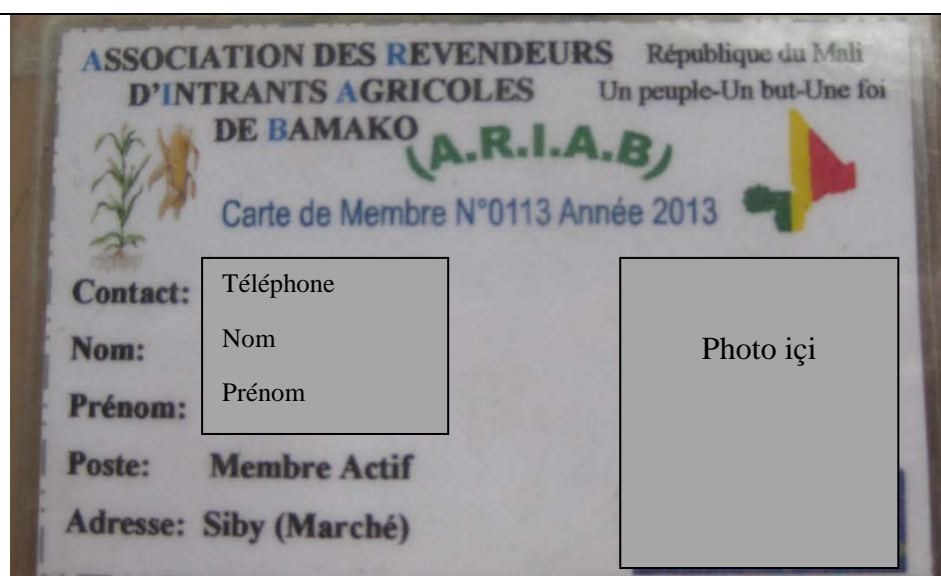 ASSOCIATION DES REVENDEURS
D'INTRANTS AGRICOLES
DE BAMAKO
République du Mali
Un peuple-Un but-Une foi
(A.R.I.A.B)
Carte de Membre N°0113 Année 2013
Contact: Téléphone
Nom: Nom
Prénom: Prénom
Poste: Membre Actif
Adresse: Siby (Marché)
Photo içi